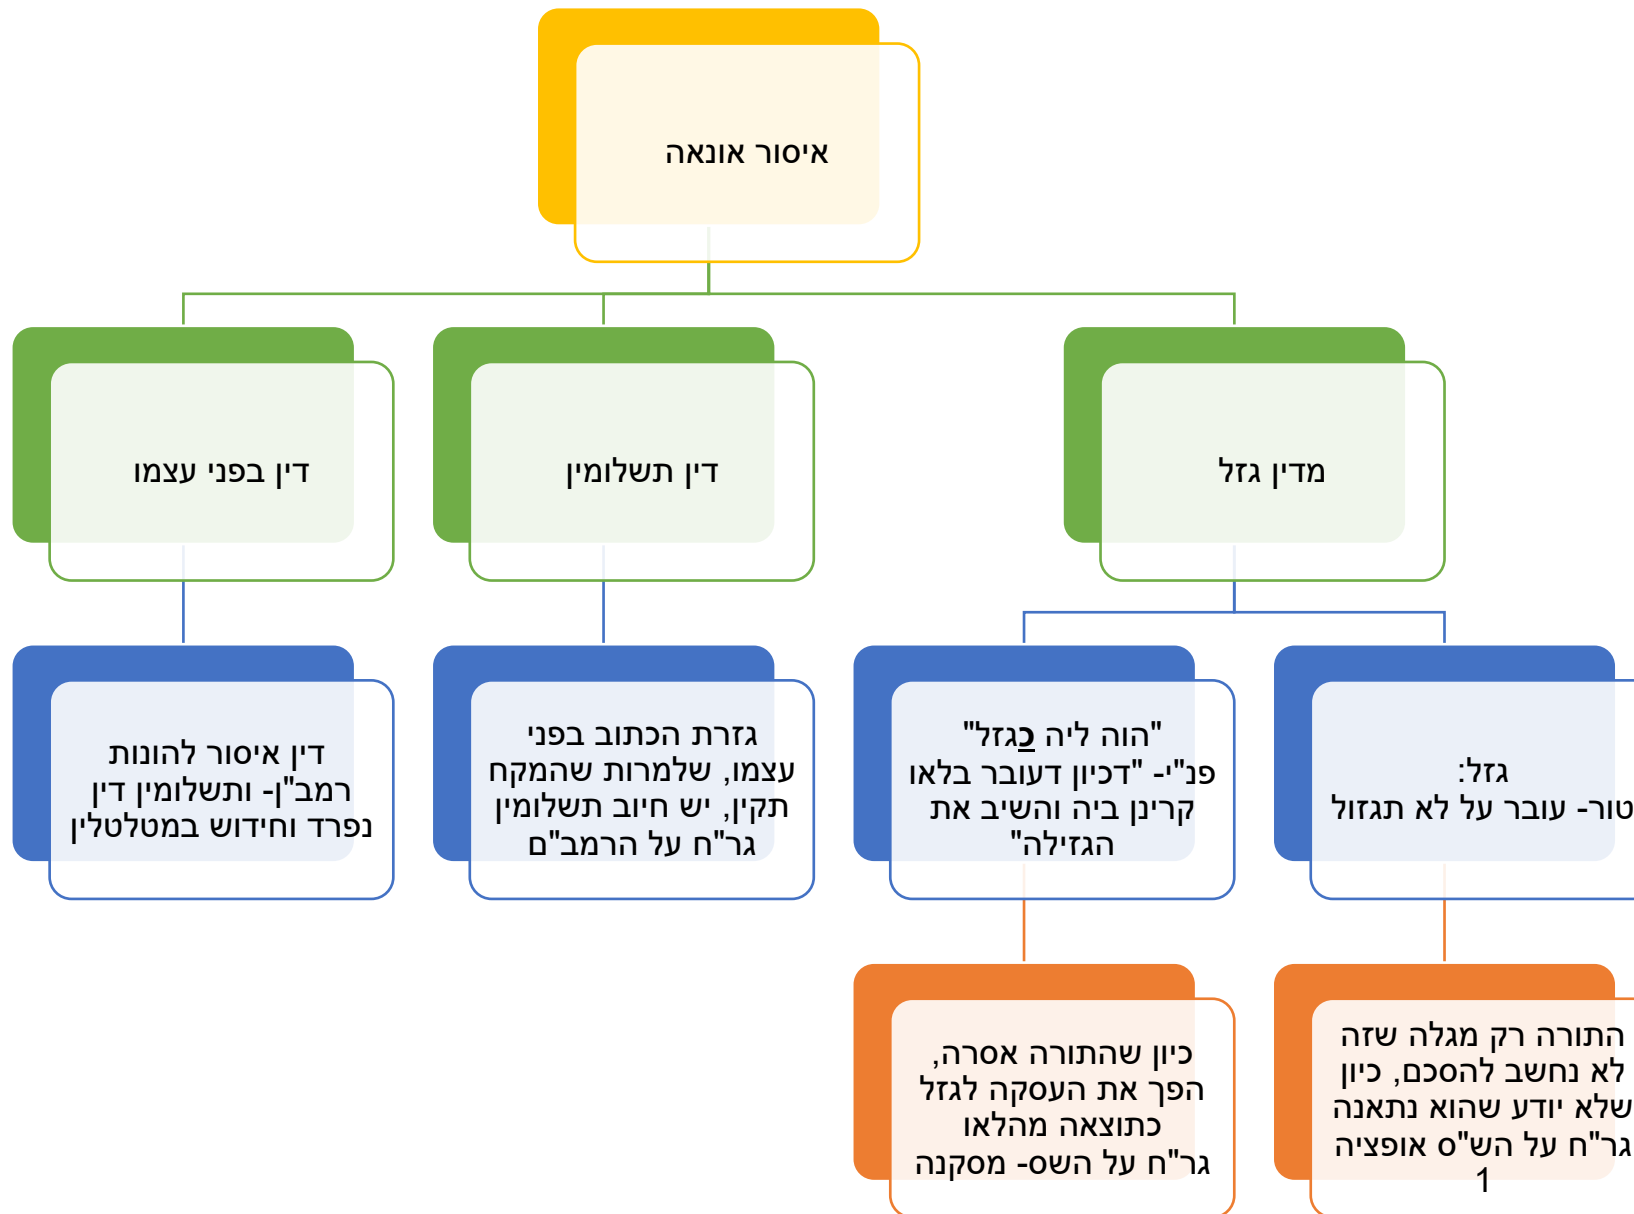 איסור אונאה
מדין גזל
דין תשלומין
דין בפני עצמו
גזל:
טור- עובר על לא תגזול
"הוה ליה כגזל"
פנ"י- "דכיון דעובר בלאו
קרינן ביה והשיב את
הגזילה"
גזרת הכתוב בפני
עצמו, שלמרות שהמקח
תקין, יש חיוב תשלומין
גר"ח על הרמב"ם
דין איסור להונות
רמב"ן- ותשלומין דין
נפרד וחידוש במטלטלין
התורה רק מגלה שזה
לא נחשב להסכם, כיון
שלא יודע שהוא נתאנה
גר"ח על הש"ס אופציה
1
כיון שהתורה אסרה,
הפך את העסקה לגזל
כתוצאה מהלאו
גר"ח על השס- מסקנה